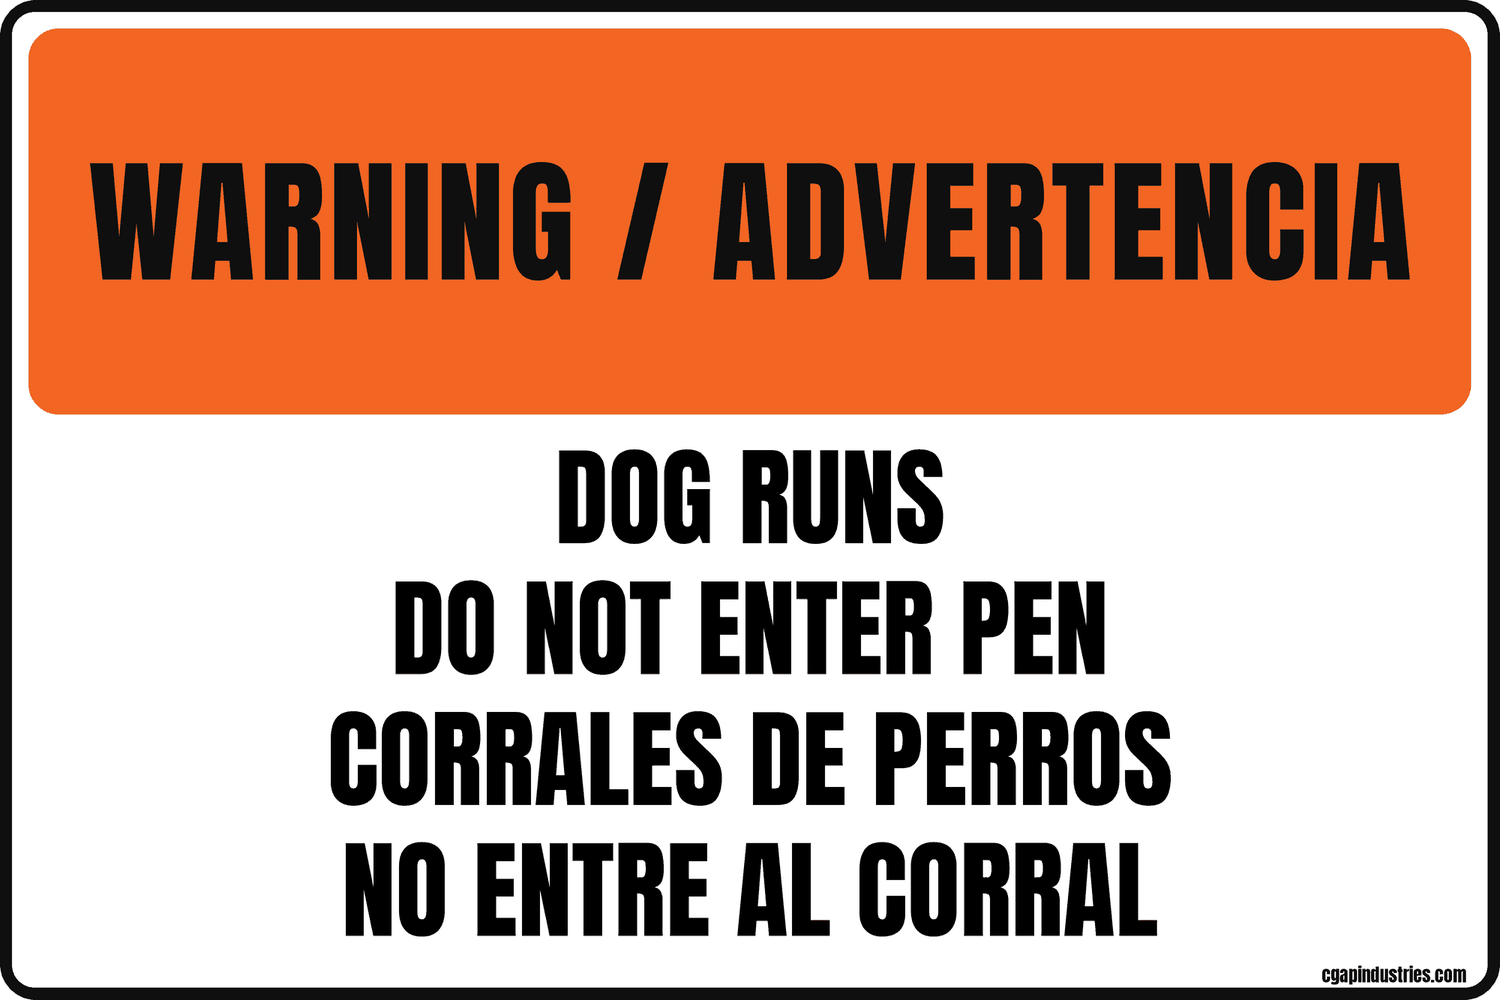 WARNING / ADVERTENCIA
DOG RUNS
DO NOT ENTER PEN
CORRALES DE PERROS
NO ENTRE AL CORRAL
cgapindustries.com